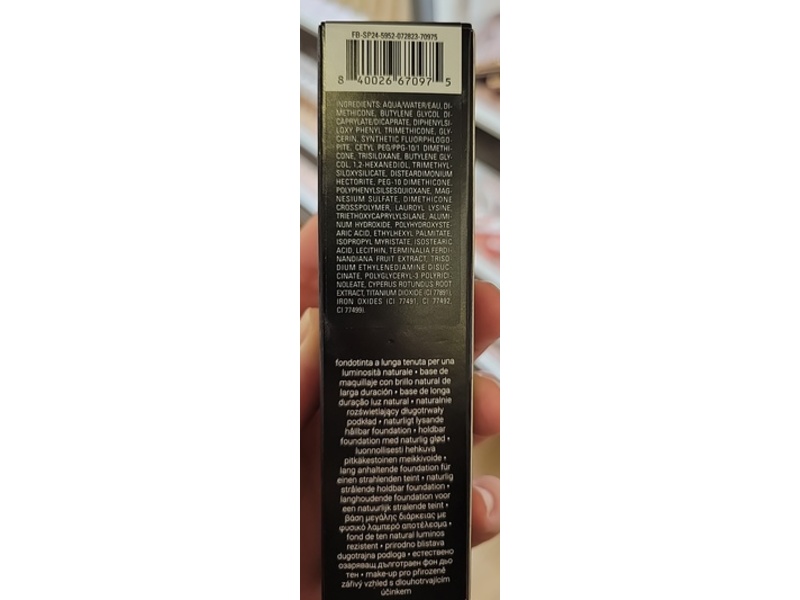 FB-SP24-5952-072823-70975
8 40026 67097 5
INGREDIENTS: AQUA/WATER/EAU, DI-
METHICONE, BUTYLENE GLYCOL DI
CAPRYLATE/DICAPRATE, DIPHENYLSI-
LOXY PHENYL TRIMETHICONE, GLY-
CERIN, SYNTHETIC FLUORPHLOGO
PITE, CETYL PEG/PPG-10/1 DIMETHI-
CONE, TRISILOXANE, BUTYLENE GLY-
COL, 1,2-HEXANEDIOL, TRIMETHYL-
SILOXYSILICATE, DISTEARDIMONIUM
HECTORITE, PEG-10 DIMETHICONE,
POLYPHENYLSILSESQUIOXANE, MAG-
NESIUM SULFATE, DIMETHICONE
CROSSPOLYMER, LAUROYL LYSINE,
TRIETHOXYCAPRYLYLSILANE, ALUMI-
NUM HYDROXIDE, POLYHYDROXYSTE-
ARIC ACID, ETHYLHEXYL PALMITATE,
ISOPROPYL MYRISTATE, ISOSTEARIC
ACID, LECITHIN, TERMINALIA FERDI-
NANDIANA FRUIT EXTRACT, TRISO
DIUM ETHYLENEDIAMINE DISUC-
CINATE, POLYGLYCERYL-3 POLYRICI-
NOLEATE, CYPERUS ROTUNDUS ROOT
EXTRACT, TITANIUM DIOXIDE (CI 77891),
IRON OXIDES (CI 77491, CI 77492,
CI 77499).
fondotinta a lunga tenuta per una
luminosità naturale • base de
maquillaje con brillo natural de
larga duración • base de longa
duração luz natural • naturalnie
rozświetlający długotrwały
podkład • naturligt lysande
hållbar foundation • holdbar
foundation med naturlig glød •
luonnollisesti hehkuva
pitkäkestoinen meikkivoide •
lang anhaltende foundation für
einen strahlenden teint • naturlig
strålende holdbar foundation •
langhoudende foundation voor
een natuurlijk stralende teint •
βάση μεγάλης διάρκειας με
φυσικό λαμπερό αποτέλεσμα •
fond de ten natural luminos
rezistent • prirodno blistava
dugotrajna podloga • естествено
озаряващ дълготраен фон дьо
тен • make-up pro přirozeně
zářivý vzhled s dlouhotrvajícím
účinkem